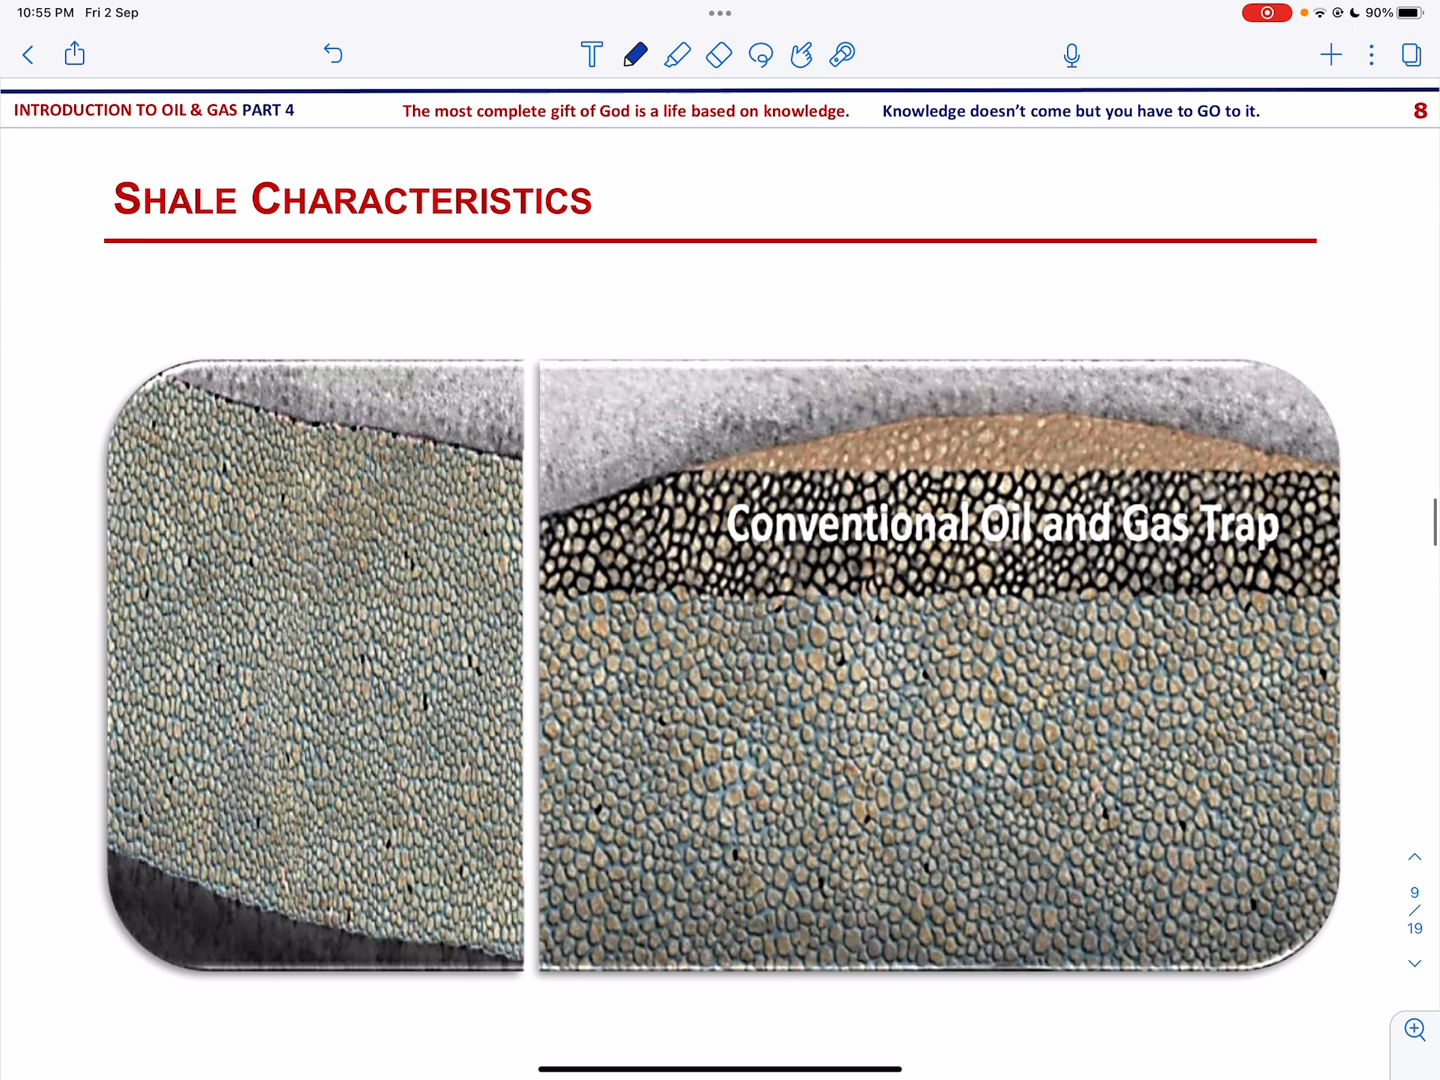 10:55 PM Fri 2 Sep
90%
INTRODUCTION TO OIL & GAS PART 4
The most complete gift of God is a life based on knowledge. Knowledge doesn't come but you have to GO to it.
8
SHALE CHARACTERISTICS
Conventional Oil and Gas Trap
9
/
19